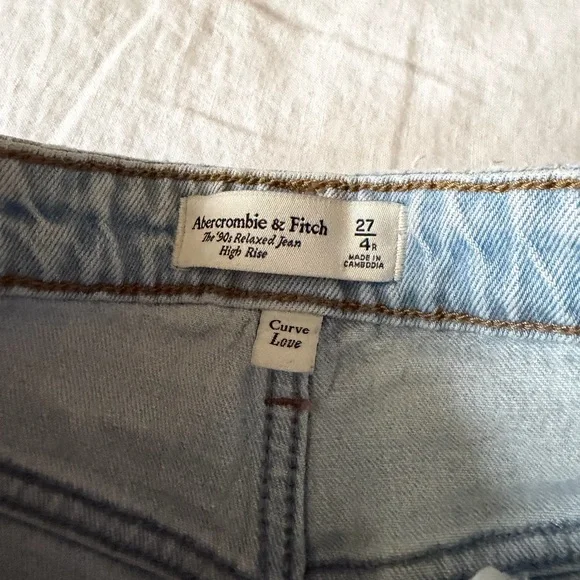 Abercrombie & Fitch
The '90s Relaxed Jean
High Rise
27
4R
MADE IN
CAMBODIA
Curve
Love